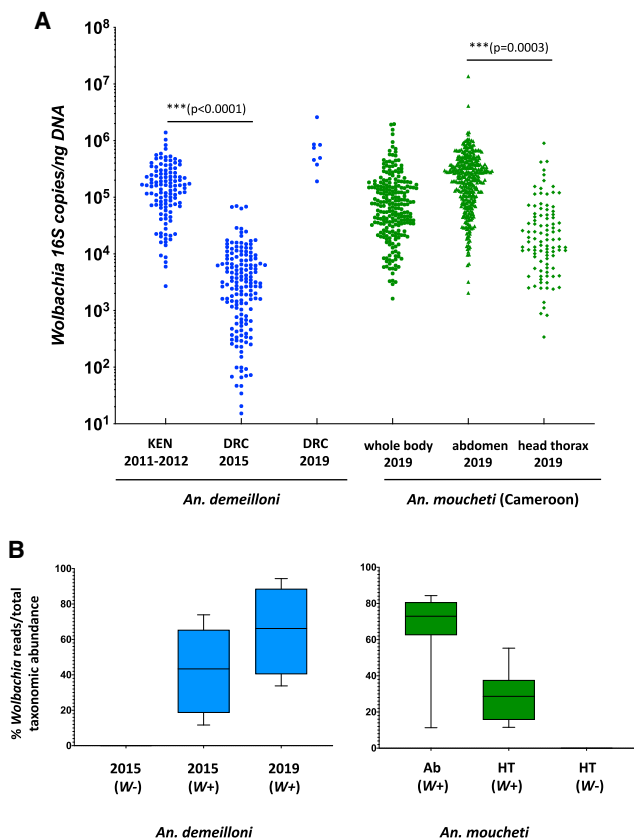 A
10⁸
10⁷
10⁶
10⁵
10⁴
10³
10²
10¹
Wolbachia 16S copies/ng DNA
***(p<0.0001)
***(p=0.0003)
KEN
2011-2012
DRC
2015
DRC
2019
whole body
2019
abdomen
2019
head thorax
2019
An. demeilloni
An. moucheti (Cameroon)
B
% Wolbachia reads/total
taxonomic abundance
100
80
60
40
20
0
2015
(W-)
2015
(W+)
2019
(W+)
An. demeilloni
100
80
60
40
20
0
Ab
(W+)
HT
(W+)
HT
(W-)
An. moucheti